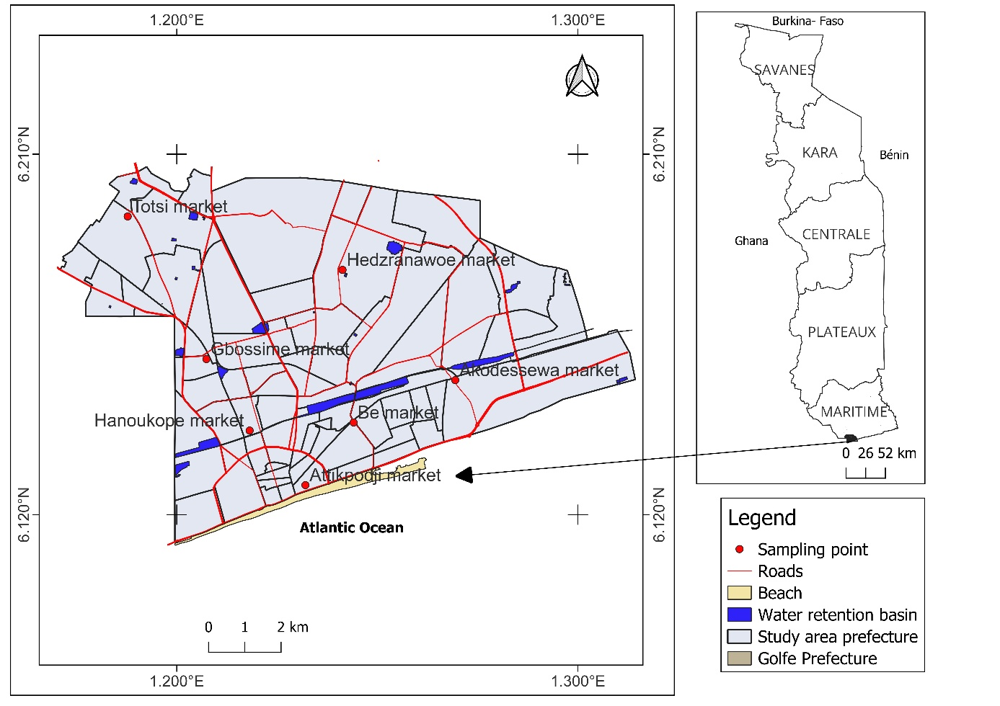 1.200°E
1.300°E
6.210°N
6.210°N
Totsi market
Hedzranawoe market
Gbossime market
Akodessewa market
Be market
Hanoukope market
Attikpodji market
6.120°N
6.120°N
Atlantic Ocean
0 1 2 km
1.200°E
1.300°E
Burkina- Faso
SAVANES
KARA
Bénin
Ghana
CENTRALE
PLATEAUX
MARITIME
0 26 52 km
Legend
Sampling point
Roads
Beach
Water retention basin
Study area prefecture
Golfe Prefecture